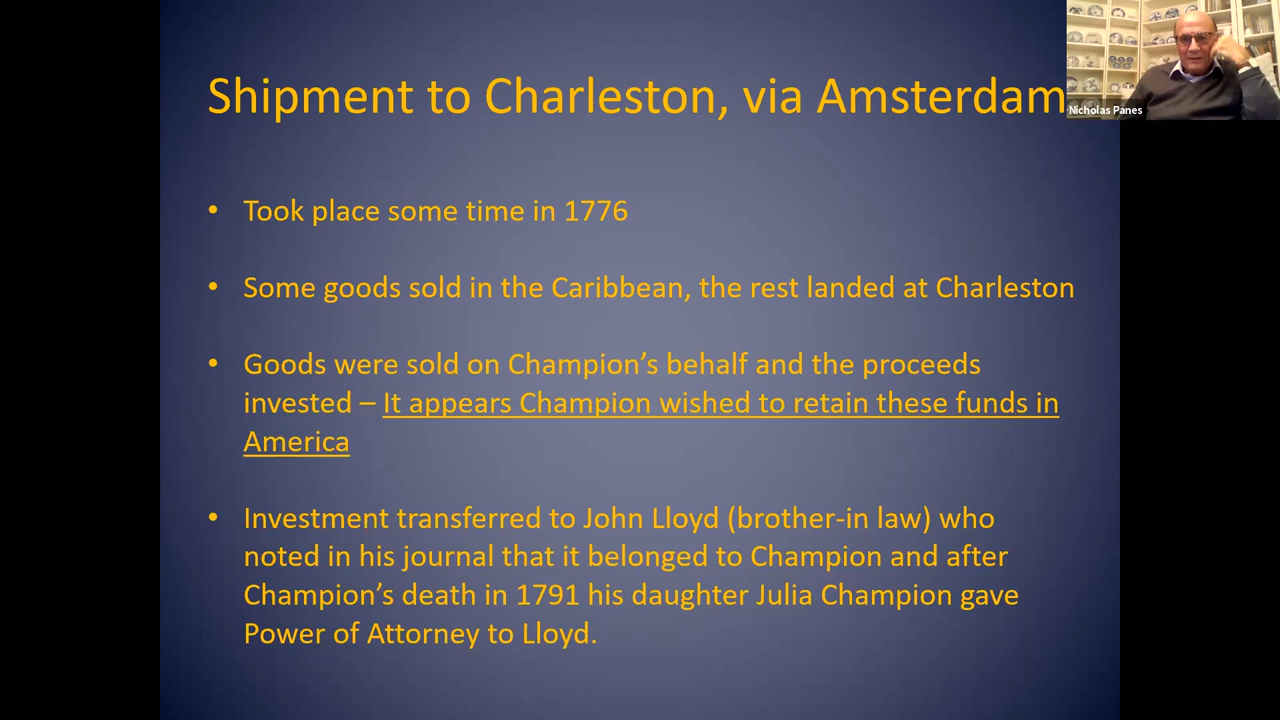 Shipment to Charleston, via Amsterdam
Nicholas Panes
• Took place some time in 1776
• Some goods sold in the Caribbean, the rest landed at Charleston
• Goods were sold on Champion’s behalf and the proceeds
invested – It appears Champion wished to retain these funds in
America
• Investment transferred to John Lloyd (brother-in law) who
noted in his journal that it belonged to Champion and after
Champion’s death in 1791 his daughter Julia Champion gave
Power of Attorney to Lloyd.